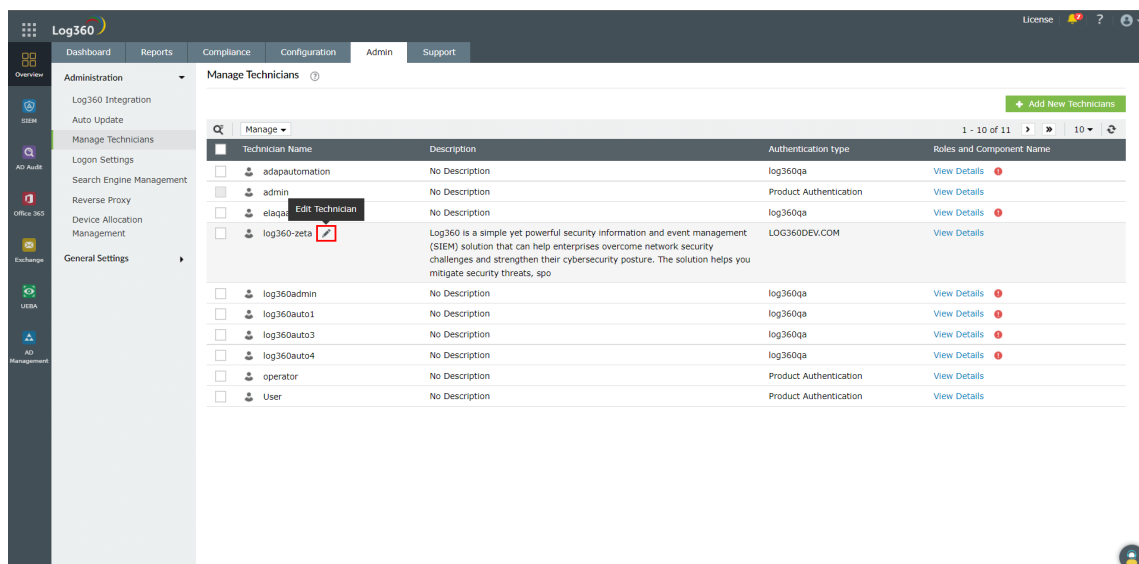 License 7 ?
Log360
Dashboard Reports Compliance Configuration Admin Support
Overview
SIEM
AD Audit
Office 365
Exchange
UEBA
AD
Management
Administration
Log360 Integration
Auto Update
Manage Technicians
Logon Settings
Search Engine Management
Reverse Proxy
Device Allocation
Management
General Settings
Manage Technicians ?
+ Add New Technicians
Manage 1 - 10 of 11 10
Technician Name Description Authentication type Roles and Component Name
adapautomation No Description log360qa View Details
admin No Description Product Authentication View Details
Edit Technician
No Description log360qa View Details
log360-zeta Log360 is a simple yet powerful security information and event management LOG360DEV.COM View Details
(SIEM) solution that can help enterprises overcome network security
challenges and strengthen their cybersecurity posture. The solution helps you
mitigate security threats, spo
log360admin No Description log360qa View Details
log360auto1 No Description log360qa View Details
log360auto3 No Description log360qa View Details
log360auto4 No Description log360qa View Details
operator No Description Product Authentication View Details
User No Description Product Authentication View Details